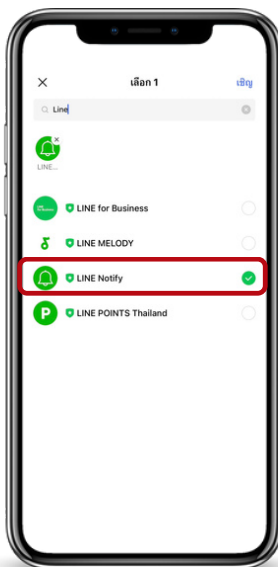 เลือก 1
เชิญ
Line
LINE...
LINE for Business
LINE MELODY
LINE Notify
P
LINE POINTS Thailand